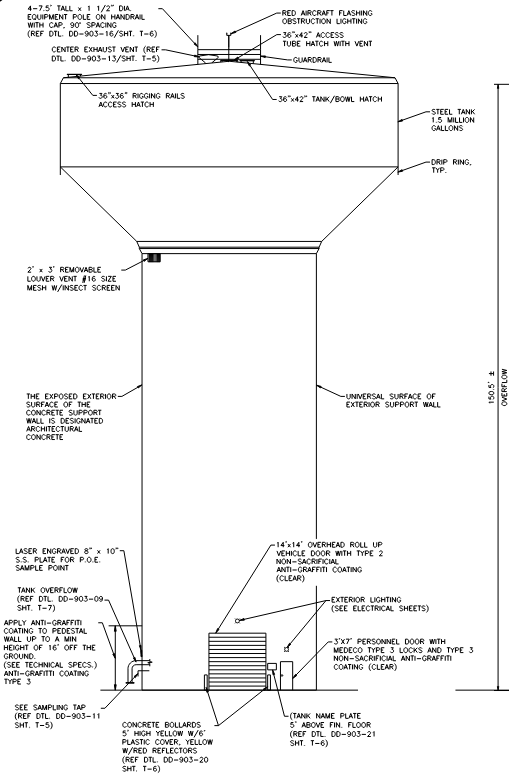 4-7.5' TALL x 1 1/2" DIA.
EQUIPMENT POLE ON HANDRAIL
WITH CAP, 90° SPACING
(REF DTL. DD-903-16/SHT. T-6)
RED AIRCRAFT FLASHING
OBSTRUCTION LIGHTING
CENTER EXHAUST VENT (REF
DTL. DD-903-13/SHT. T-5)
36"x42" ACCESS
TUBE HATCH WITH VENT
GUARDRAIL
36"x36" RIGGING RAILS
ACCESS HATCH
36"x42" TANK/BOWL HATCH
STEEL TANK
1.5 MILLION
GALLONS
DRIP RING,
TYP.
2' x 3' REMOVABLE
LOUVER VENT #16 SIZE
MESH W/INSECT SCREEN
150.5' ±
OVERFLOW
THE EXPOSED EXTERIOR
SURFACE OF THE
CONCRETE SUPPORT
WALL IS DESIGNATED
ARCHITECTURAL
CONCRETE
UNIVERSAL SURFACE OF
EXTERIOR SUPPORT WALL
LASER ENGRAVED 8" x 10"
S.S. PLATE FOR P.O.E.
SAMPLE POINT
14'x14' OVERHEAD ROLL UP
VEHICLE DOOR WITH TYPE 2
NON-SACRIFICIAL
ANTI-GRAFFITI COATING
(CLEAR)
TANK OVERFLOW
(REF DTL. DD-903-09
SHT. T-7)
EXTERIOR LIGHTING
(SEE ELECTRICAL SHEETS)
APPLY ANTI-GRAFFITI
COATING TO PEDESTAL
WALL UP TO A MIN
HEIGHT OF 16' OFF THE
GROUND.
(SEE TECHNICAL SPECS.)
ANTI-GRAFFITI COATING
TYPE 3
3'X7' PERSONNEL DOOR WITH
MEDECO TYPE 3 LOCKS AND TYPE 3
NON-SACRIFICIAL ANTI-GRAFFITI
COATING (CLEAR)
SEE SAMPLING TAP
(REF DTL. DD-903-11
SHT. T-5)
CONCRETE BOLLARDS
5' HIGH YELLOW W/6'
PLASTIC COVER, YELLOW
W/RED REFLECTORS
(REF DTL. DD-903-20
SHT. T-6)
(TANK NAME PLATE
5' ABOVE FIN. FLOOR
(REF DTL. DD-903-21
SHT. T-6)